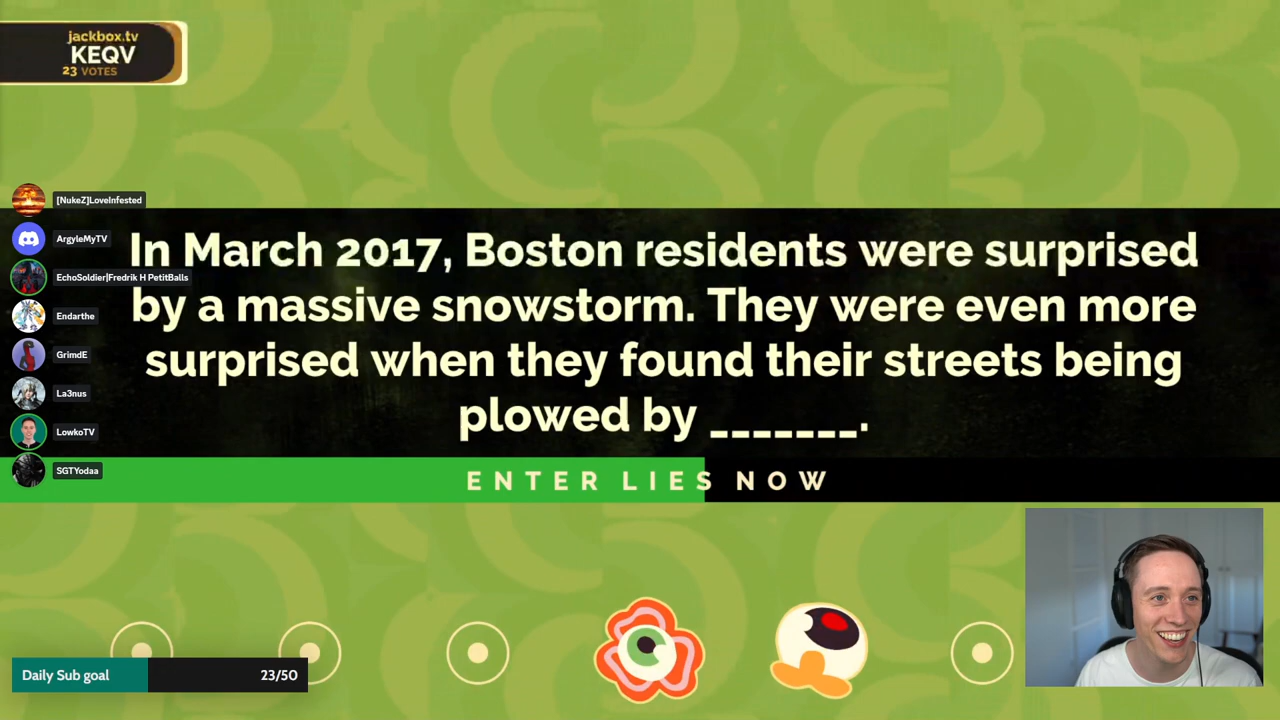 jackbox.tv
KEQV
23 VOTES
[NukeZ]LoveInfested
ArgyleMyTV
EchoSoldier|Fredrik H PetitBalls
Endarthe
GrimdE
La3nus
LowkoTV
SGTYodaa
In March 2017, Boston residents were surprised
by a massive snowstorm. They were even more
surprised when they found their streets being
plowed by _______.
ENTER LIES NOW
Daily Sub goal 23/50